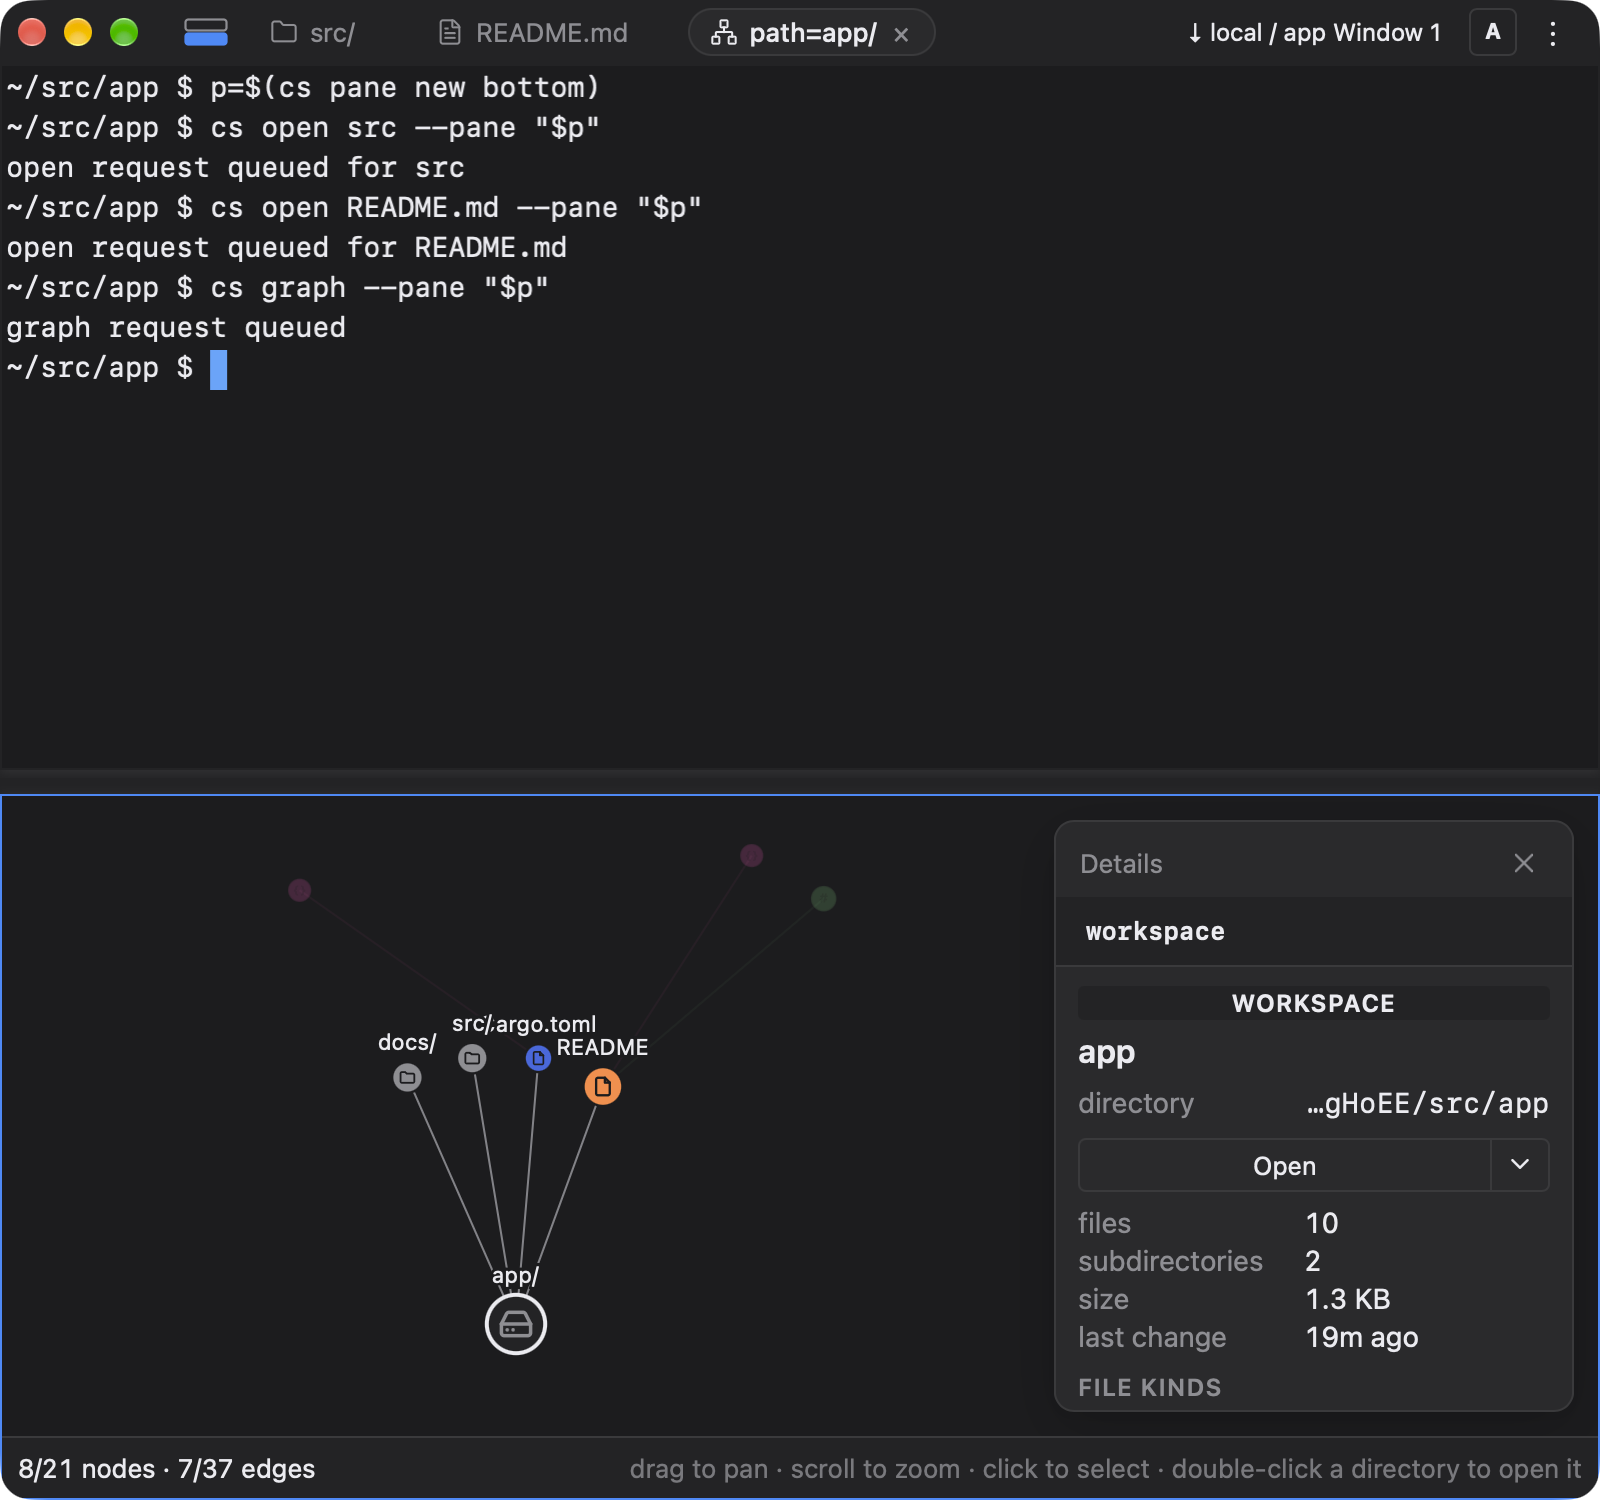 src/
README.md
path=app/
↓ local / app Window 1
A
~/src/app $ p=$(cs pane new bottom)
~/src/app $ cs open src --pane "$p"
open request queued for src
~/src/app $ cs open README.md --pane "$p"
open request queued for README.md
~/src/app $ cs graph --pane "$p"
graph request queued
~/src/app $
docs/
src/
argo.toml
README
app/
Details
workspace
WORKSPACE
app
directory …gHoEE/src/app
Open
files 10
subdirectories 2
size 1.3 KB
last change 19m ago
FILE KINDS
8/21 nodes · 7/37 edges
drag to pan · scroll to zoom · click to select · double-click a directory to open it